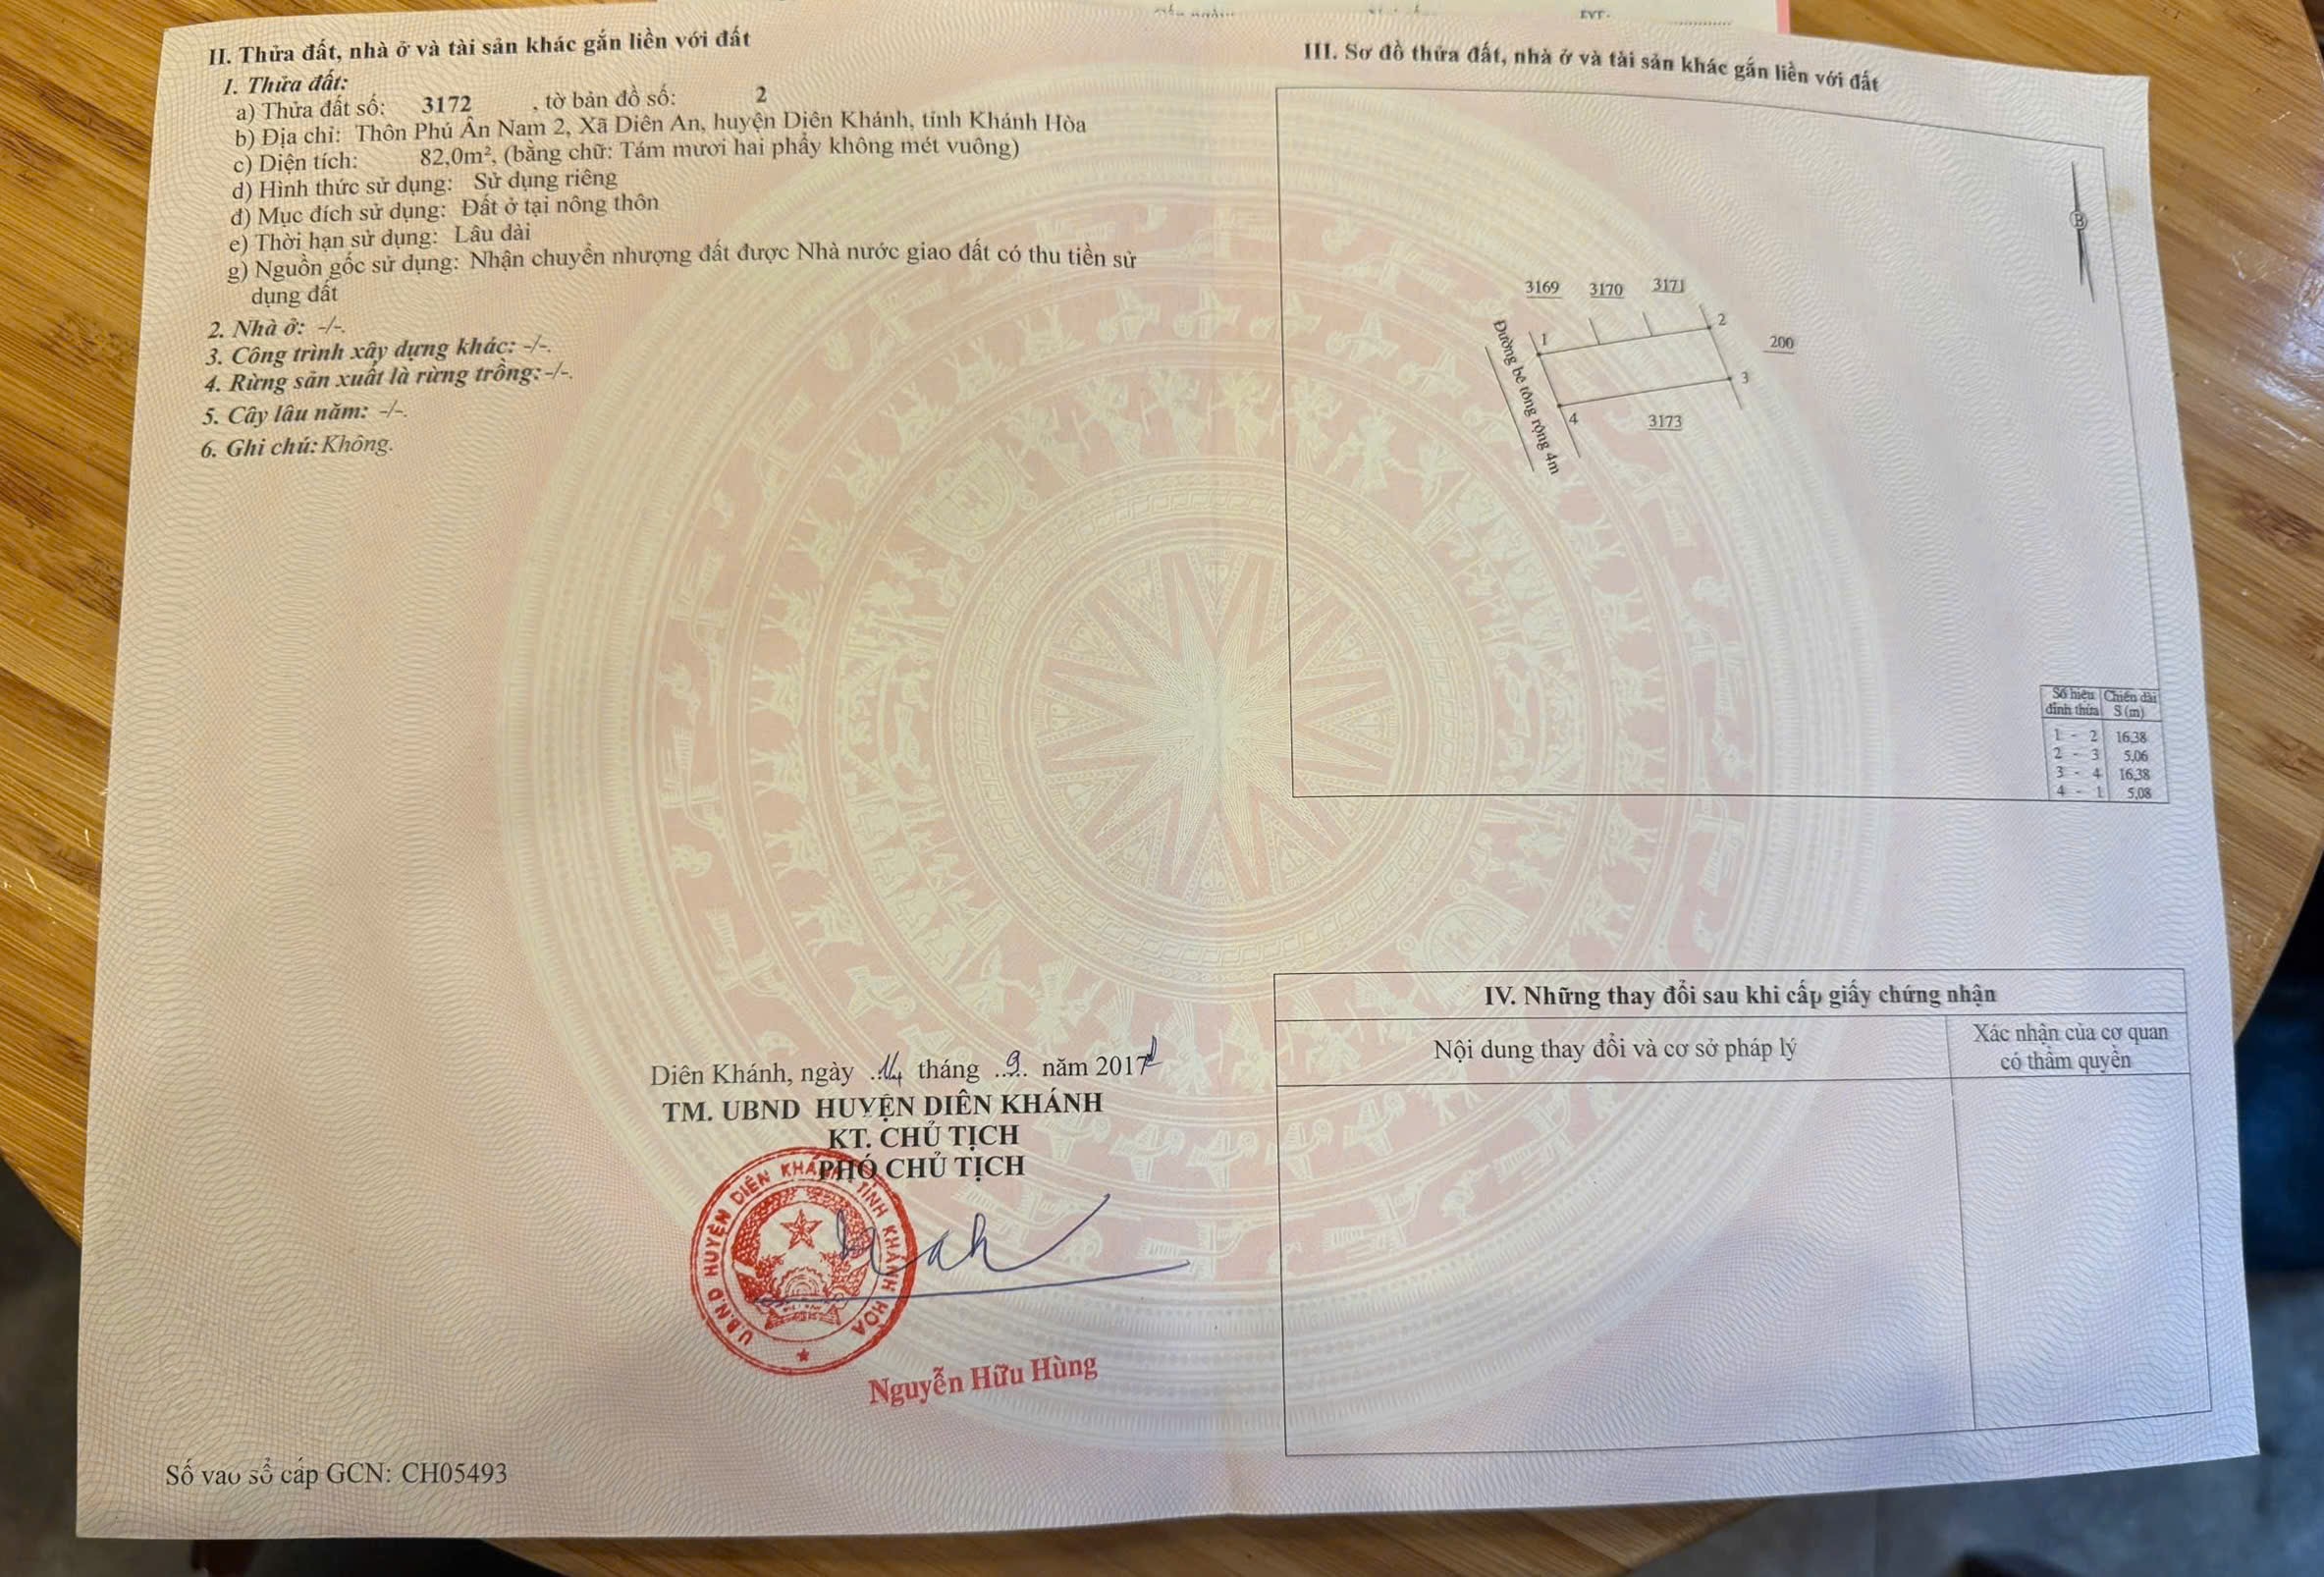 II. Thửa đất, nhà ở và tài sản khác gắn liền với đất
1. Thửa đất:
a) Thửa đất số: 3172 , tờ bản đồ số: 2
b) Địa chỉ: Thôn Phú Ân Nam 2, Xã Diên An, huyện Diên Khánh, tỉnh Khánh Hòa
c) Diện tích: 82,0m², (bằng chữ: Tám mươi hai phẩy không mét vuông)
d) Hình thức sử dụng: Sử dụng riêng
đ) Mục đích sử dụng: Đất ở tại nông thôn
e) Thời hạn sử dụng: Lâu dài
g) Nguồn gốc sử dụng: Nhận chuyển nhượng đất được Nhà nước giao đất có thu tiền sử
dụng đất
2. Nhà ở: -/-.
3. Công trình xây dựng khác: -/-.
4. Rừng sản xuất là rừng trồng: -/-.
5. Cây lâu năm: -/-.
6. Ghi chú: Không.
Diên Khánh, ngày 14 tháng 9 năm 2017
TM. UBND HUYỆN DIÊN KHÁNH
KT. CHỦ TỊCH
PHÓ CHỦ TỊCH
U.B.N.D HUYỆN DIÊN KHÁNH TỈNH KHÁNH HÒA
Nguyễn Hữu Hùng
Số vào sổ cấp GCN: CH05493
III. Sơ đồ thửa đất, nhà ở và tài sản khác gắn liền với đất
B
3169 3170 3171
1 2
200
3
4
3173
Đường bê tông rộng 4m
Số hiệu đỉnh thửa Chiều dài S (m)
1 - 2 16,38
2 - 3 5,06
3 - 4 16,38
4 - 1 5,08
IV. Những thay đổi sau khi cấp giấy chứng nhận
Nội dung thay đổi và cơ sở pháp lý
Xác nhận của cơ quan
có thẩm quyền